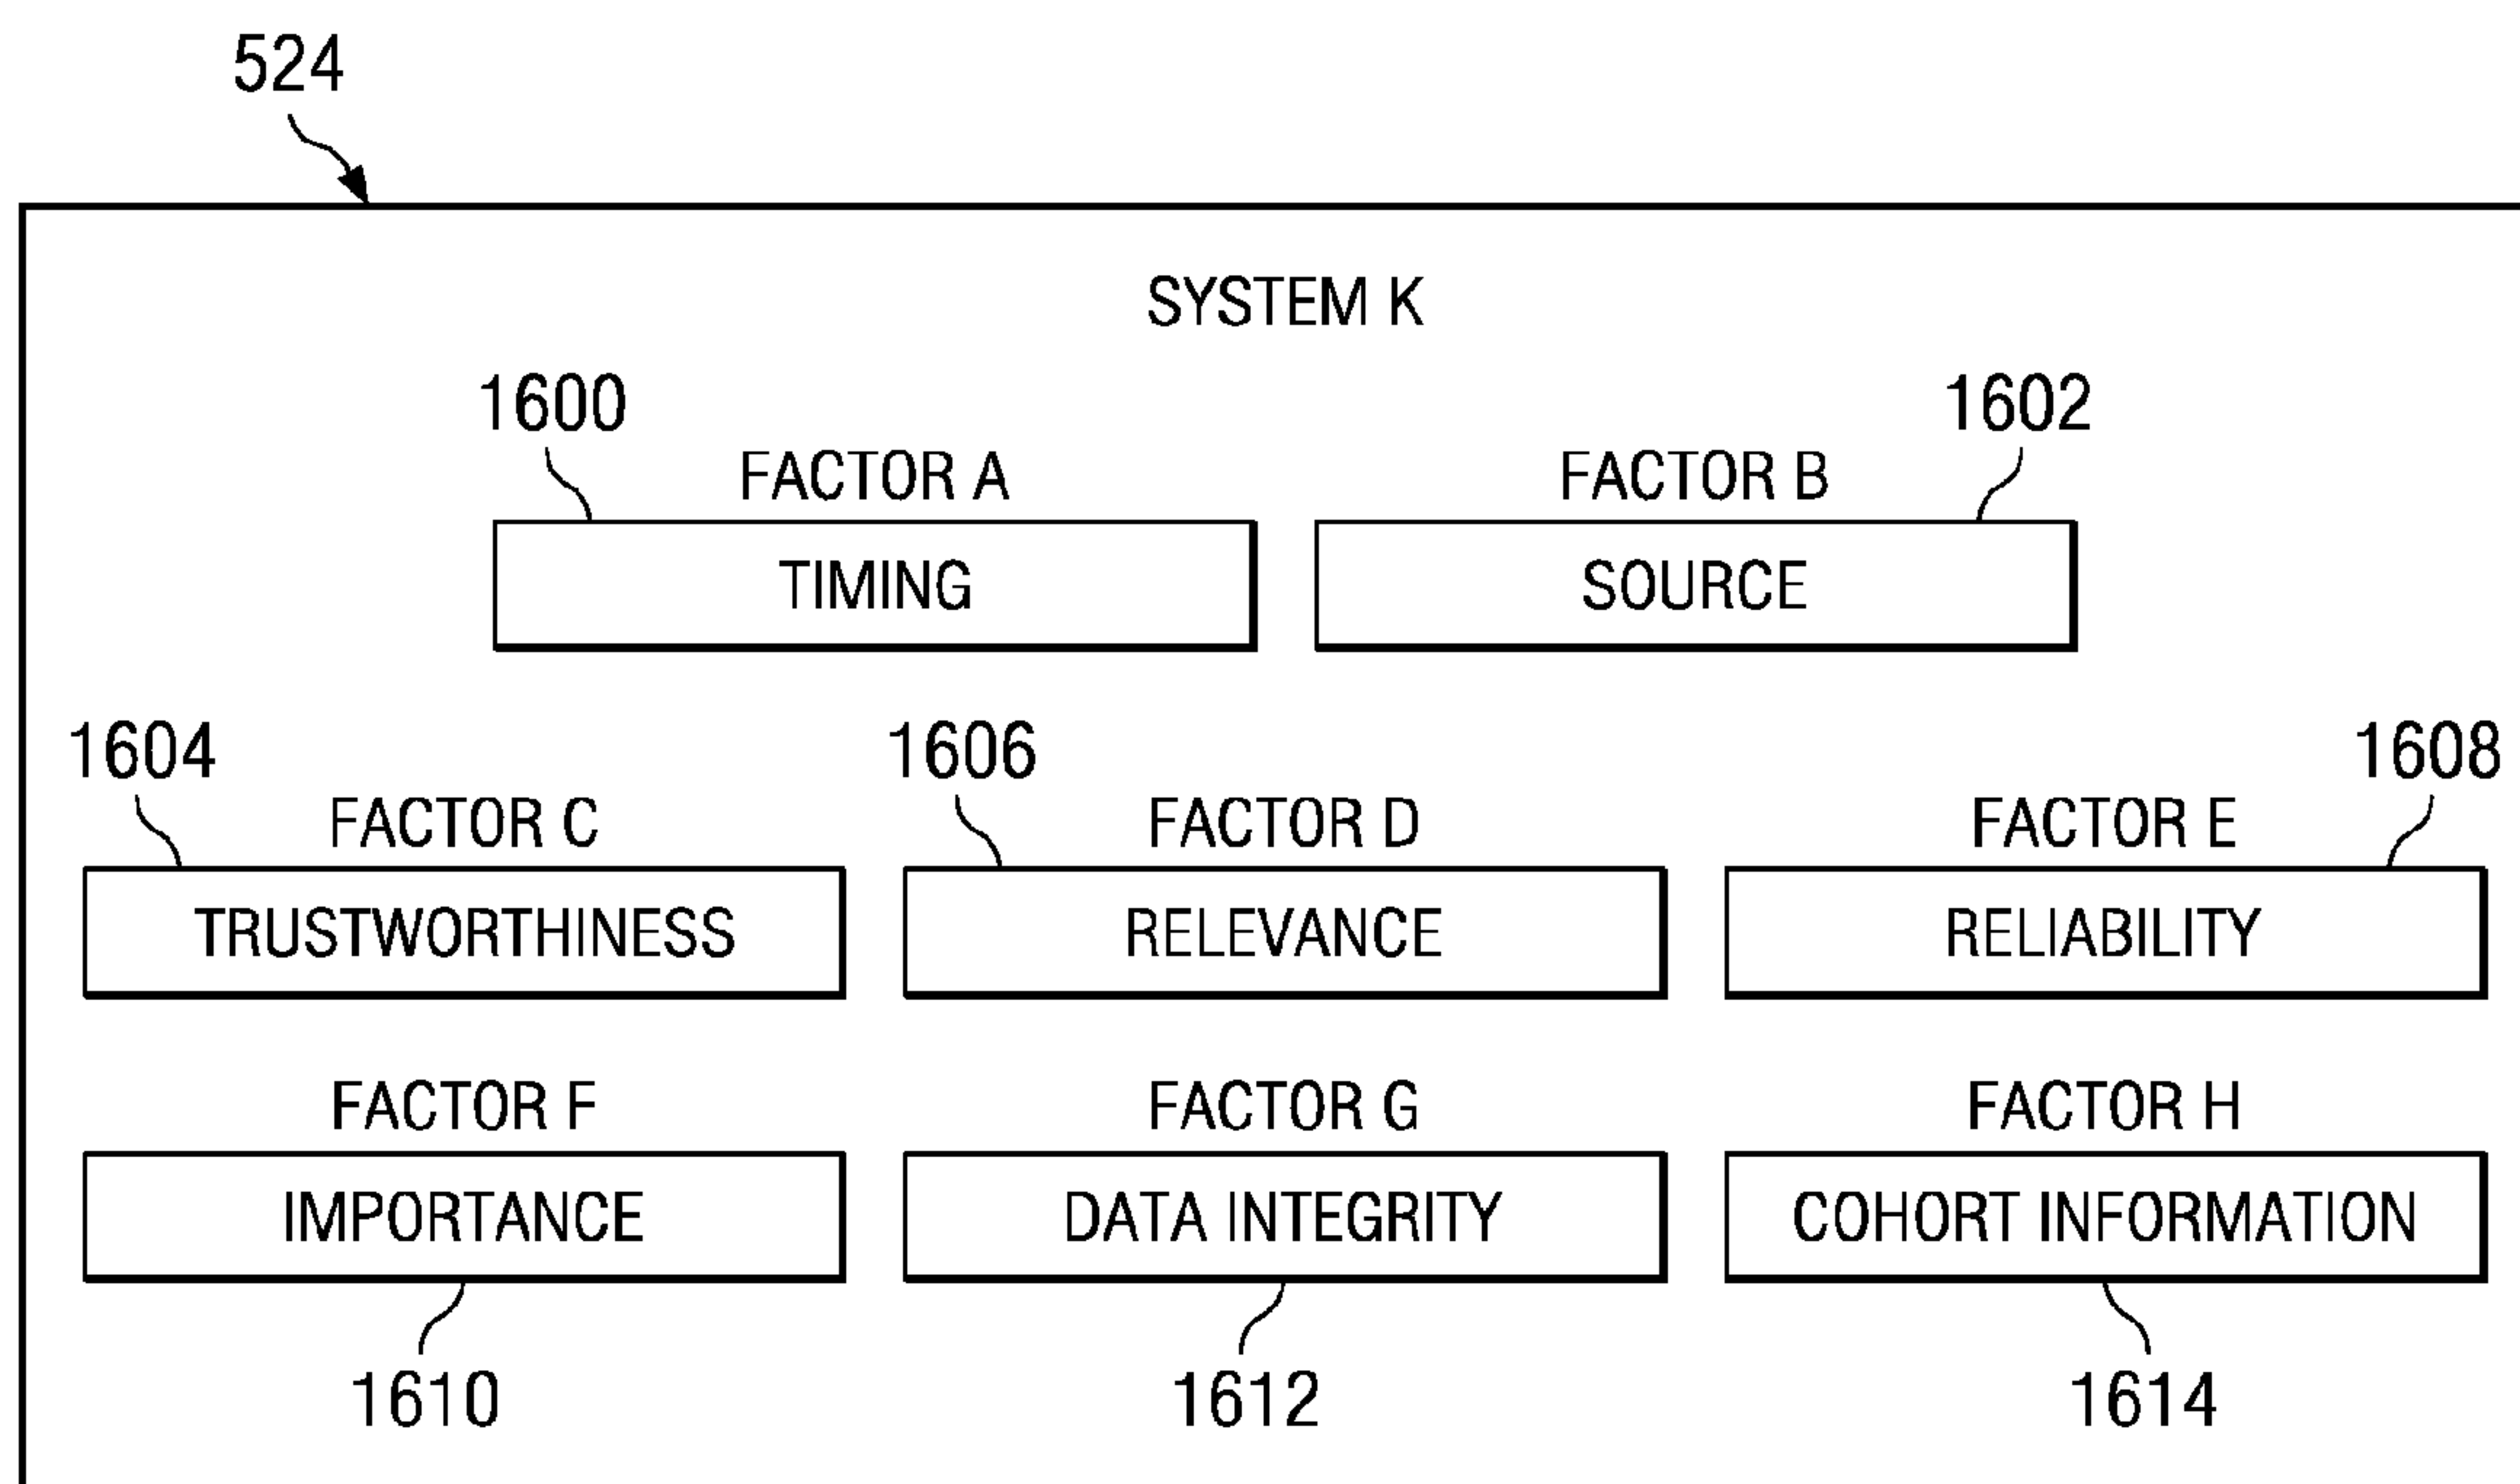 524
SYSTEM K
1600 1602
FACTOR A FACTOR B
TIMING SOURCE
1604 1606 1608
FACTOR C FACTOR D FACTOR E
TRUSTWORTHINESS RELEVANCE RELIABILITY
FACTOR F FACTOR G FACTOR H
IMPORTANCE DATA INTEGRITY COHORT INFORMATION
1610 1612 1614